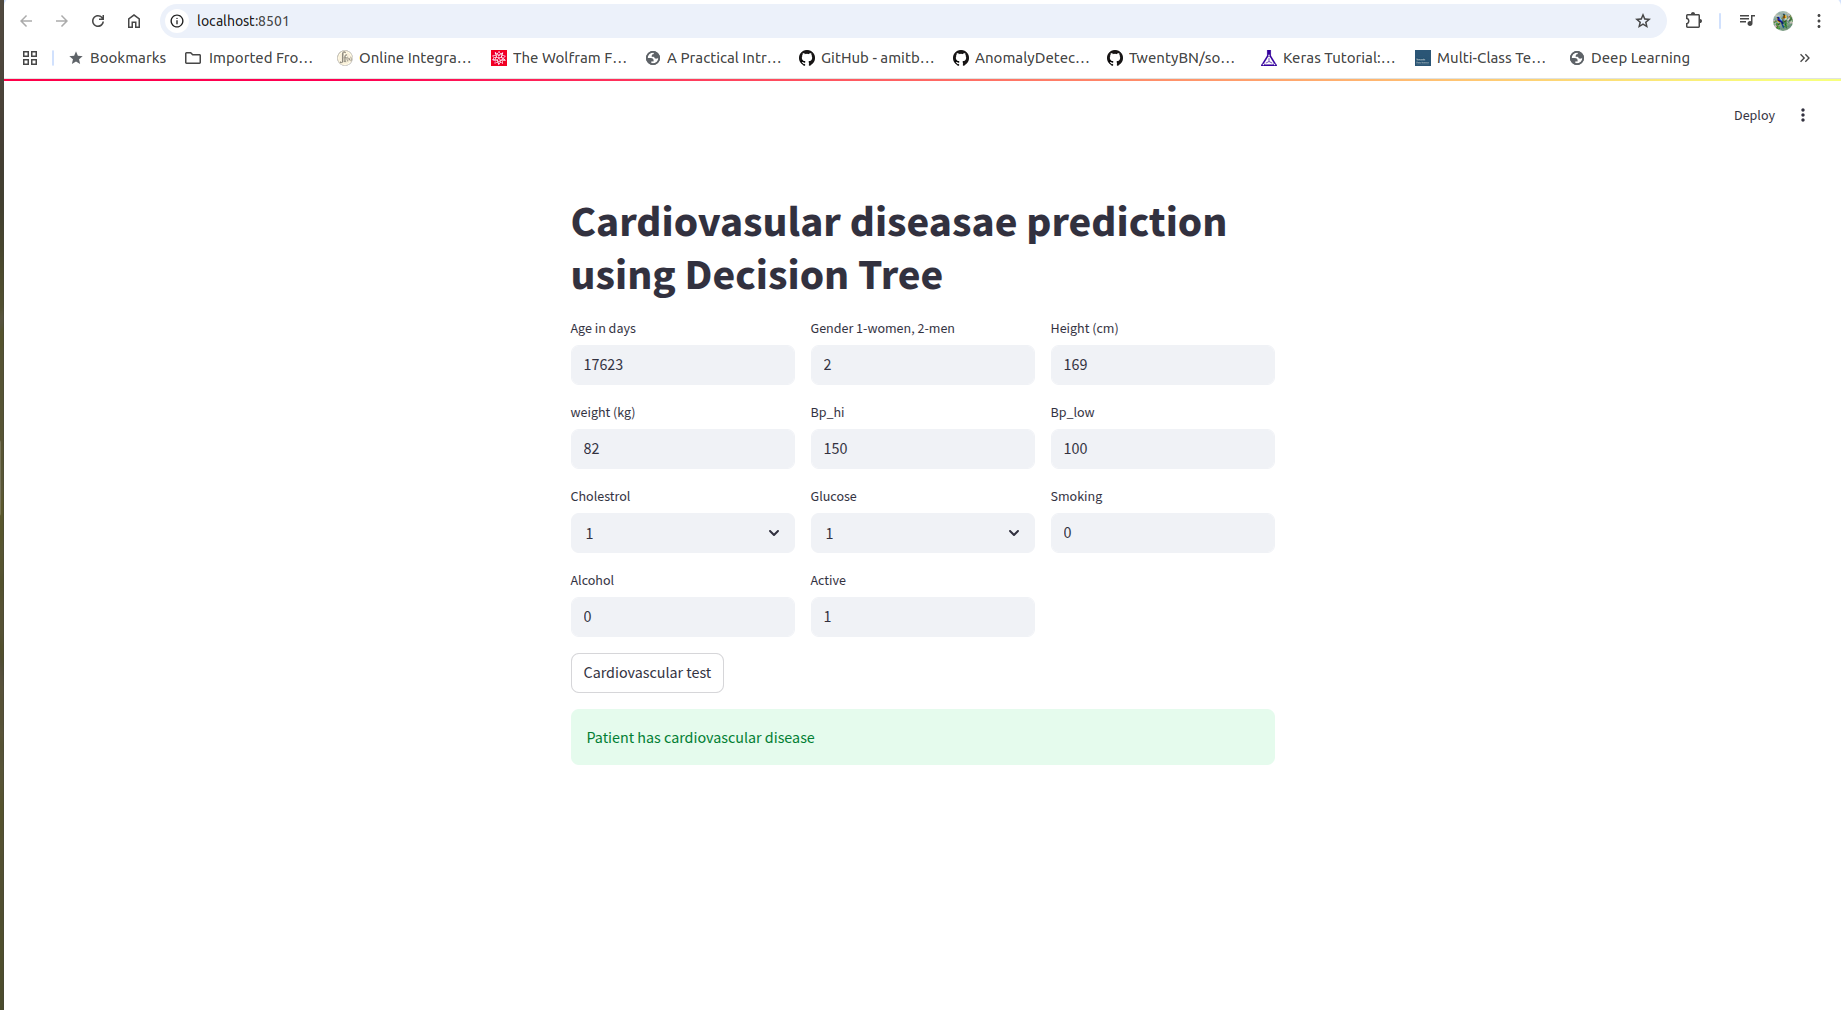 localhost:8501
Bookmarks Imported Fro... Online Integra... The Wolfram F... A Practical Intr... GitHub - amitb... AnomalyDetec... TwentyBN/so... Keras Tutorial:... Multi-Class Te... Deep Learning
Deploy
Cardiovasular diseasae prediction
using Decision Tree
Age in days Gender 1-women, 2-men Height (cm)
17623 2 169
weight (kg) Bp_hi Bp_low
82 150 100
Cholestrol Glucose Smoking
1 1 0
Alcohol Active
0 1
Cardiovascular test
Patient has cardiovascular disease